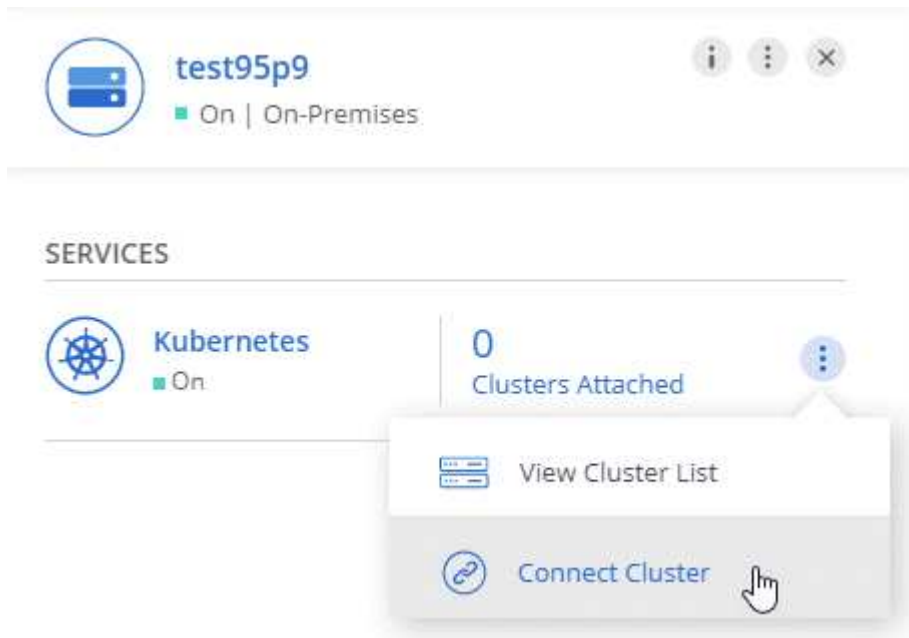 test95p9
On | On-Premises
SERVICES
Kubernetes
On
0
Clusters Attached
View Cluster List
Connect Cluster